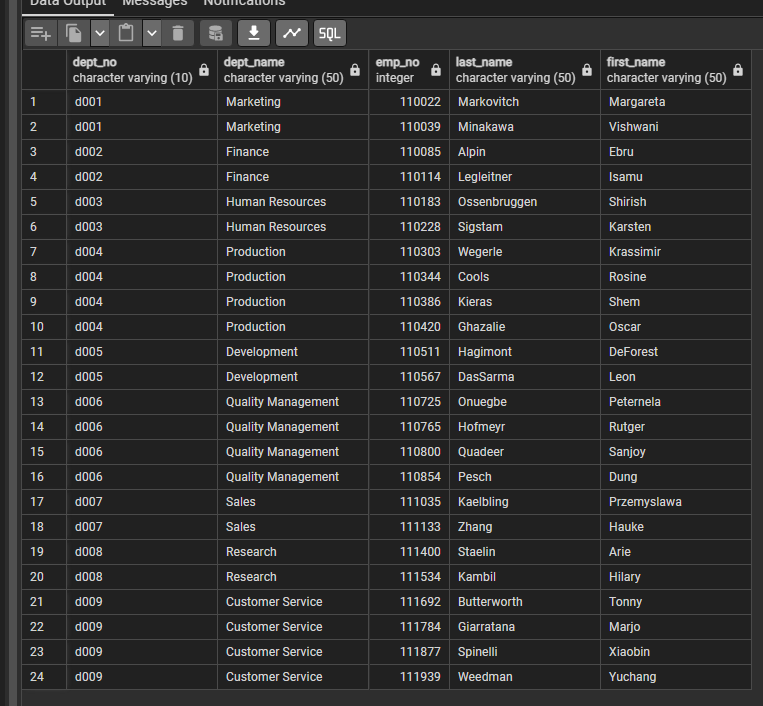 Data Output Messages Notifications
SQL
dept_no dept_name emp_no last_name first_name
character varying (10) character varying (50) integer character varying (50) character varying (50)
1 d001 Marketing 110022 Markovitch Margareta
2 d001 Marketing 110039 Minakawa Vishwani
3 d002 Finance 110085 Alpin Ebru
4 d002 Finance 110114 Legleitner Isamu
5 d003 Human Resources 110183 Ossenbruggen Shirish
6 d003 Human Resources 110228 Sigstam Karsten
7 d004 Production 110303 Wegerle Krassimir
8 d004 Production 110344 Cools Rosine
9 d004 Production 110386 Kieras Shem
10 d004 Production 110420 Ghazalie Oscar
11 d005 Development 110511 Hagimont DeForest
12 d005 Development 110567 DasSarma Leon
13 d006 Quality Management 110725 Onuegbe Peternela
14 d006 Quality Management 110765 Hofmeyr Rutger
15 d006 Quality Management 110800 Quadeer Sanjoy
16 d006 Quality Management 110854 Pesch Dung
17 d007 Sales 111035 Kaelbling Przemyslawa
18 d007 Sales 111133 Zhang Hauke
19 d008 Research 111400 Staelin Arie
20 d008 Research 111534 Kambil Hilary
21 d009 Customer Service 111692 Butterworth Tonny
22 d009 Customer Service 111784 Giarratana Marjo
23 d009 Customer Service 111877 Spinelli Xiaobin
24 d009 Customer Service 111939 Weedman Yuchang